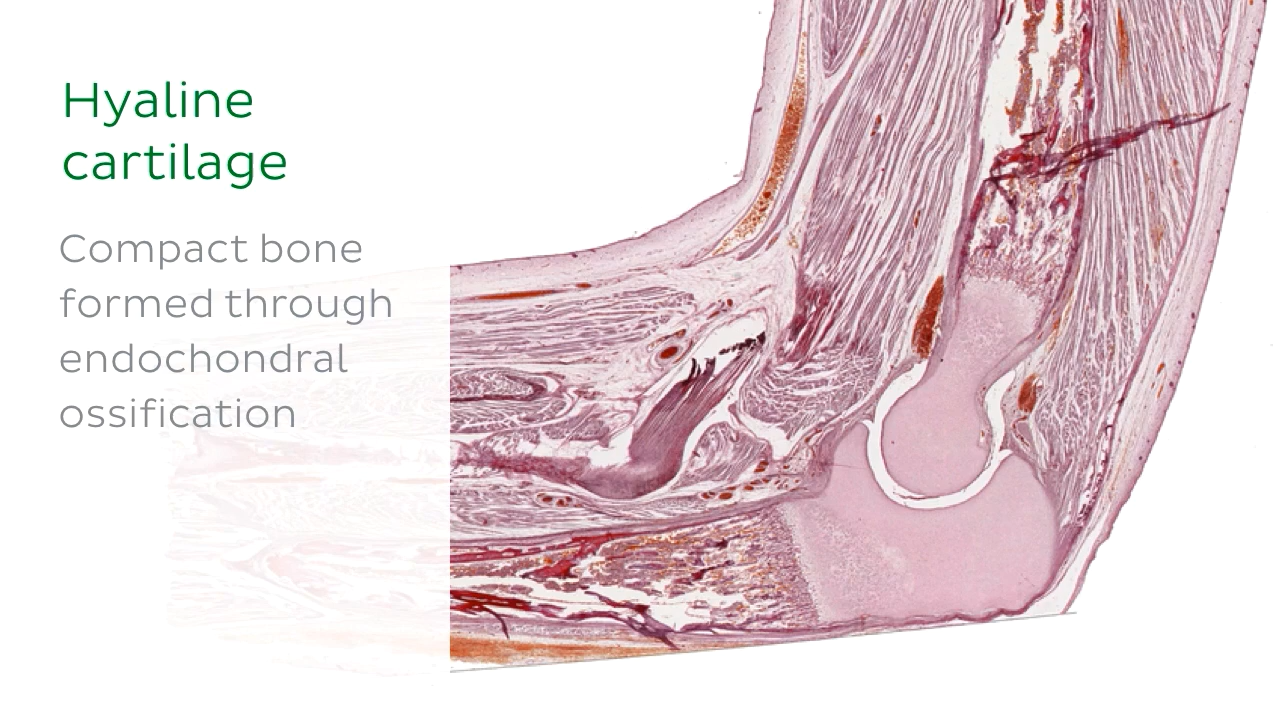 Hyaline
cartilage
Compact bone
formed through
endochondral
ossification